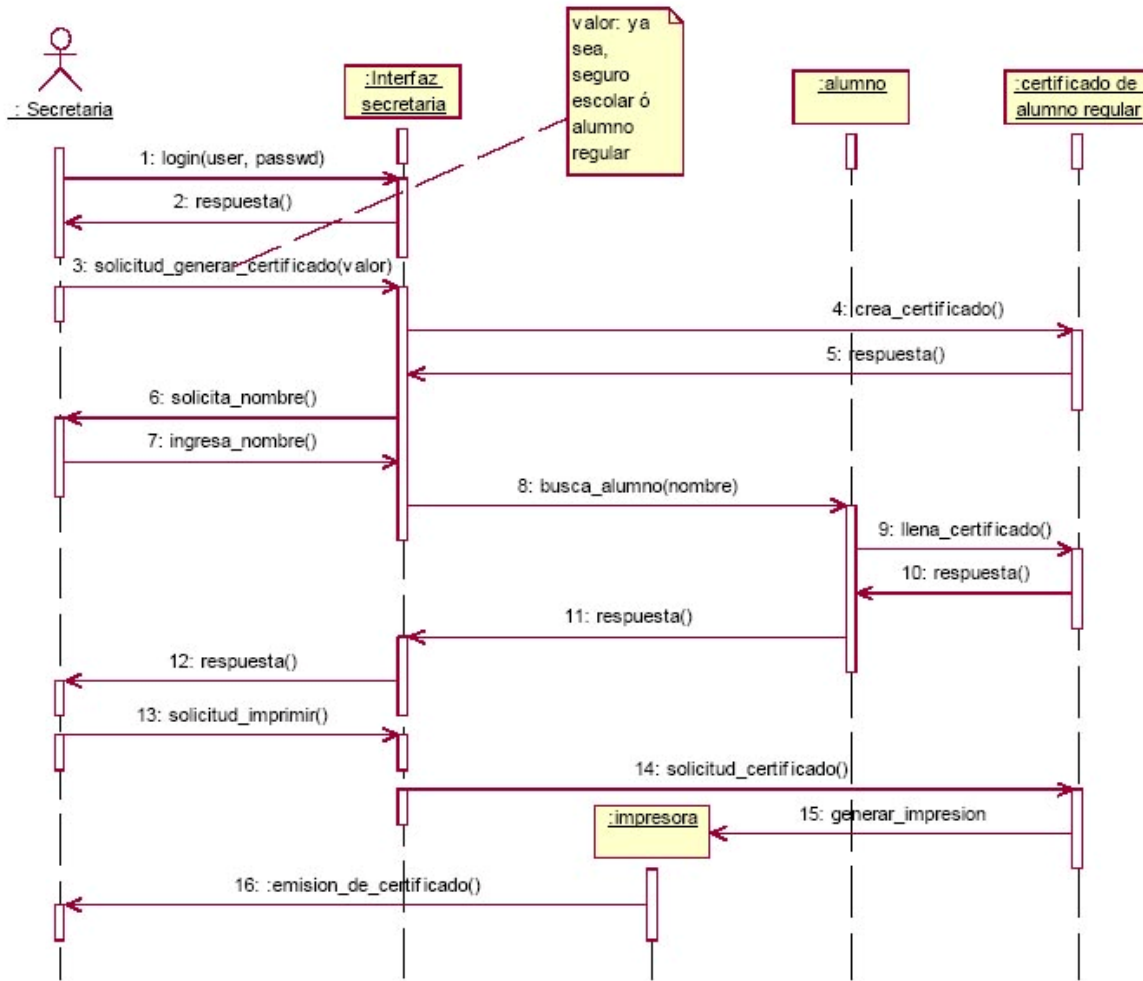 valor: ya
sea,
seguro
escolar ó
alumno
regular
: Secretaria
:Interfaz
secretaria
:alumno
:certificado de
alumno regular
1: login(user, passwd)
2: respuesta()
3: solicitud_generar_certificado(valor)
4: crea_certificado()
5: respuesta()
6: solicita_nombre()
7: ingresa_nombre()
8: busca_alumno(nombre)
9: llena_certificado()
10: respuesta()
11: respuesta()
12: respuesta()
13: solicitud_imprimir()
14: solicitud_certificado()
:impresora
15: generar_impresion
16: :emision_de_certificado()